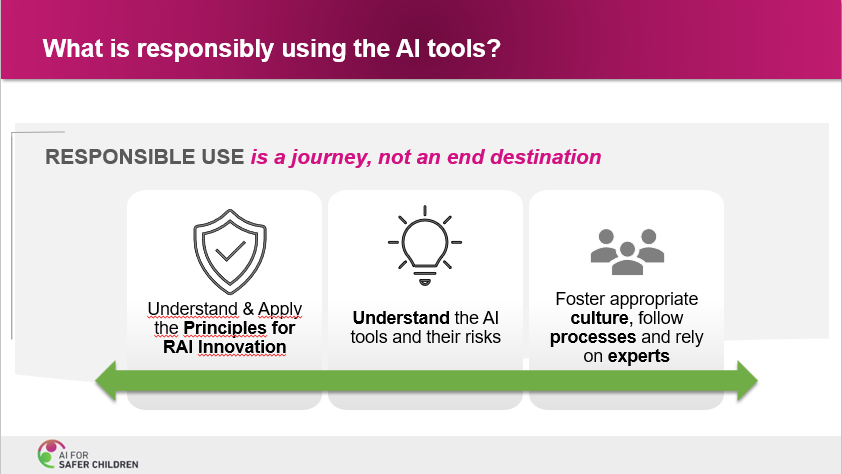 What is responsibly using the AI tools?
RESPONSIBLE USE is a journey, not an end destination
Understand & Apply
the Principles for
RAI Innovation
Understand the AI
tools and their risks
Foster appropriate
culture, follow
processes and rely
on experts
AI FOR
SAFER CHILDREN